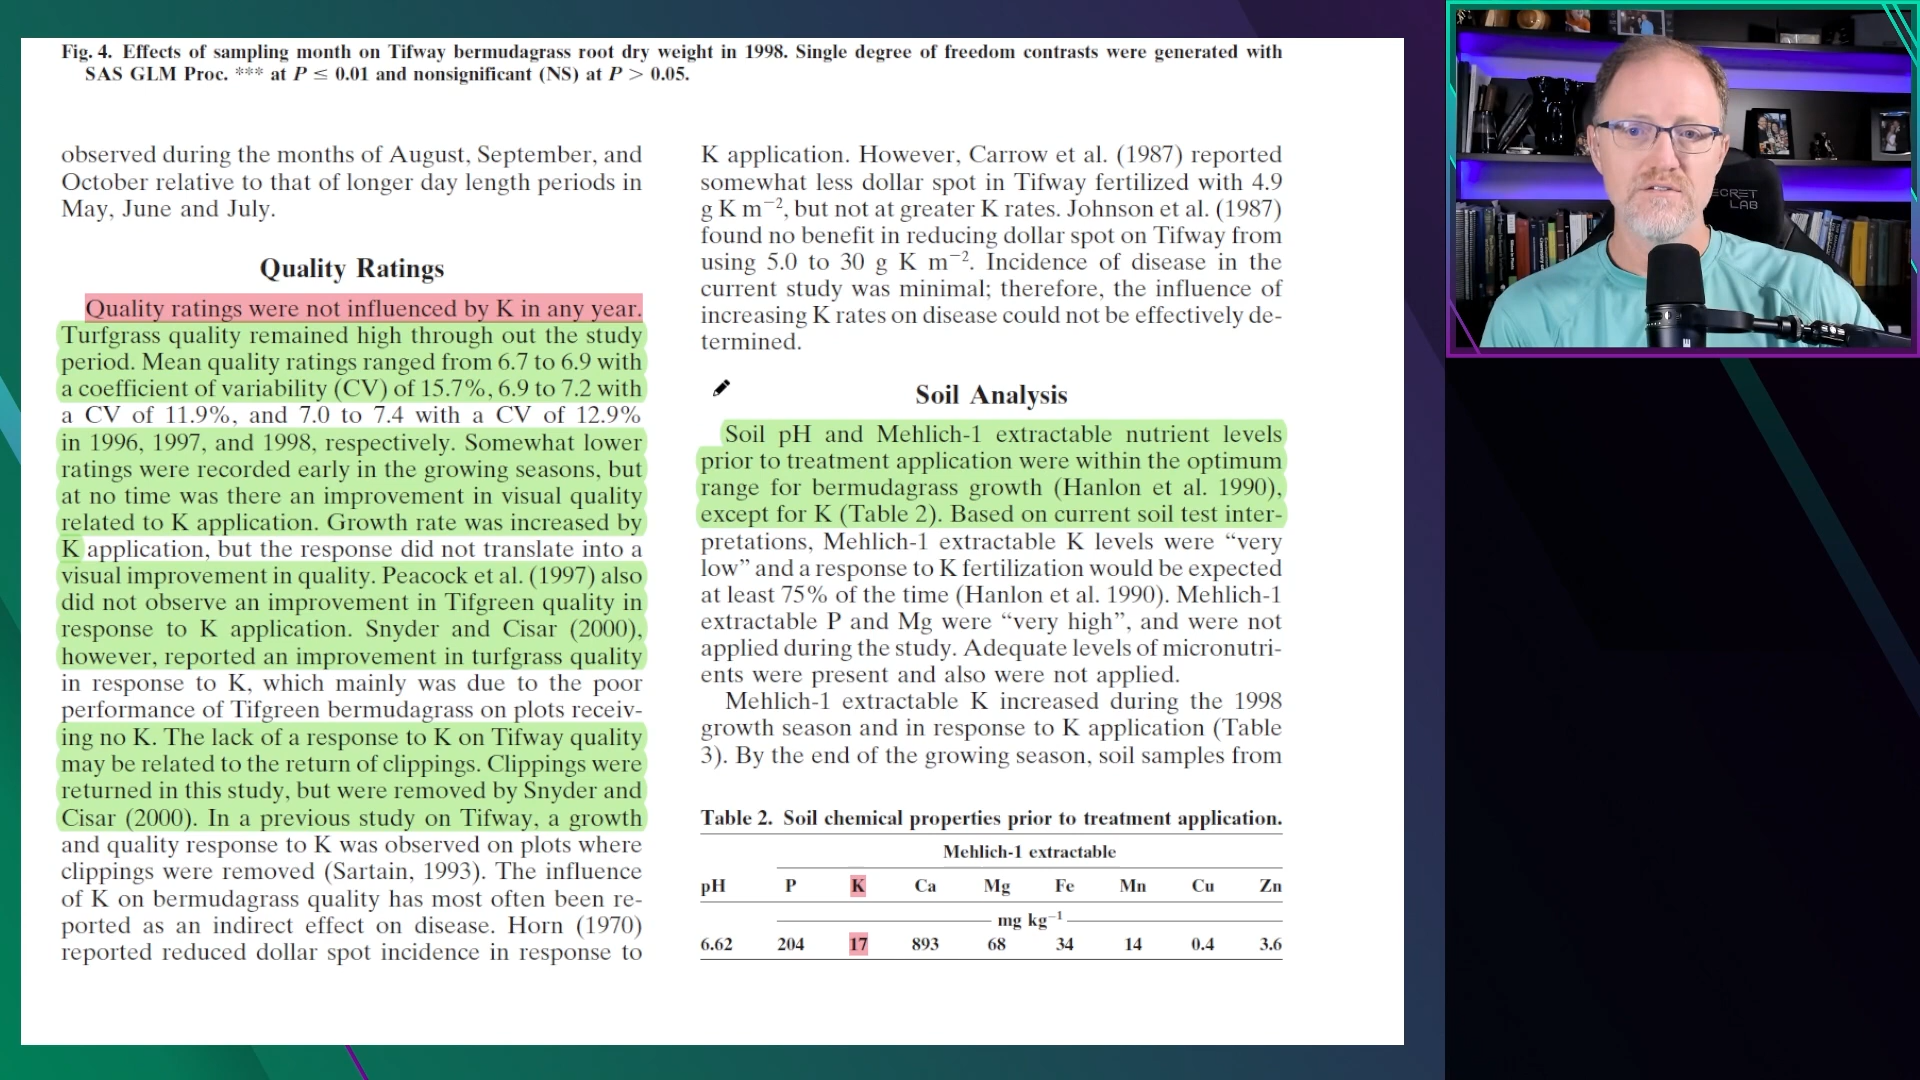 Fig. 4. Effects of sampling month on Tifway bermudagrass root dry weight in 1998. Single degree of freedom contrasts were generated with
SAS GLM Proc. *** at P ≤ 0.01 and nonsignificant (NS) at P > 0.05.
observed during the months of August, September, and
October relative to that of longer day length periods in
May, June and July.
Quality Ratings
Quality ratings were not influenced by K in any year.
Turfgrass quality remained high through out the study
period. Mean quality ratings ranged from 6.7 to 6.9 with
a coefficient of variability (CV) of 15.7%, 6.9 to 7.2 with
a CV of 11.9%, and 7.0 to 7.4 with a CV of 12.9%
in 1996, 1997, and 1998, respectively. Somewhat lower
ratings were recorded early in the growing seasons, but
at no time was there an improvement in visual quality
related to K application. Growth rate was increased by
K application, but the response did not translate into a
visual improvement in quality. Peacock et al. (1997) also
did not observe an improvement in Tifgreen quality in
response to K application. Snyder and Cisar (2000),
however, reported an improvement in turfgrass quality
in response to K, which mainly was due to the poor
performance of Tifgreen bermudagrass on plots receiv-
ing no K. The lack of a response to K on Tifway quality
may be related to the return of clippings. Clippings were
returned in this study, but were removed by Snyder and
Cisar (2000). In a previous study on Tifway, a growth
and quality response to K was observed on plots where
clippings were removed (Sartain, 1993). The influence
of K on bermudagrass quality has most often been re-
ported as an indirect effect on disease. Horn (1970)
reported reduced dollar spot incidence in response to
K application. However, Carrow et al. (1987) reported
somewhat less dollar spot in Tifway fertilized with 4.9
g K m−2, but not at greater K rates. Johnson et al. (1987)
found no benefit in reducing dollar spot on Tifway from
using 5.0 to 30 g K m−2. Incidence of disease in the
current study was minimal; therefore, the influence of
increasing K rates on disease could not be effectively de-
termined.
Soil Analysis
Soil pH and Mehlich-1 extractable nutrient levels
prior to treatment application were within the optimum
range for bermudagrass growth (Hanlon et al. 1990),
except for K (Table 2). Based on current soil test inter-
pretations, Mehlich-1 extractable K levels were “very
low” and a response to K fertilization would be expected
at least 75% of the time (Hanlon et al. 1990). Mehlich-1
extractable P and Mg were “very high”, and were not
applied during the study. Adequate levels of micronutri-
ents were present and also were not applied.
Mehlich-1 extractable K increased during the 1998
growth season and in response to K application (Table
3). By the end of the growing season, soil samples from
Table 2. Soil chemical properties prior to treatment application.
Mehlich-1 extractable
pH P K Ca Mg Fe Mn Cu Zn
mg kg−1
6.62 204 17 893 68 34 14 0.4 3.6
ECRET
LAB